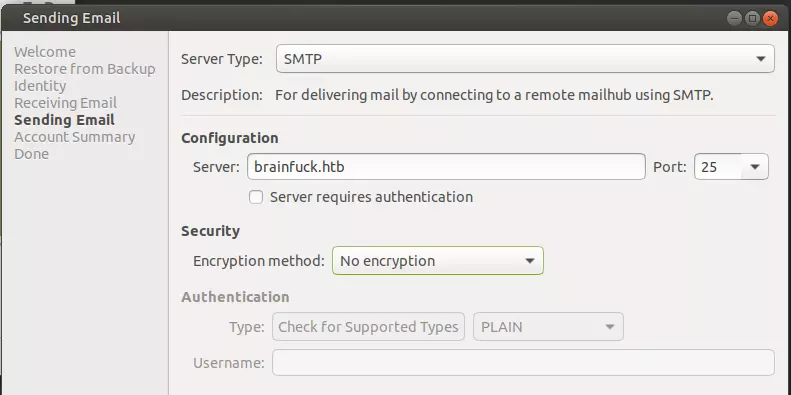 Sending Email
Welcome
Restore from Backup
Identity
Receiving Email
Sending Email
Account Summary
Done
Server Type: SMTP
Description: For delivering mail by connecting to a remote mailhub using SMTP.
Configuration
Server: brainfuck.htb Port: 25
Server requires authentication
Security
Encryption method: No encryption
Authentication
Type: Check for Supported Types PLAIN
Username: